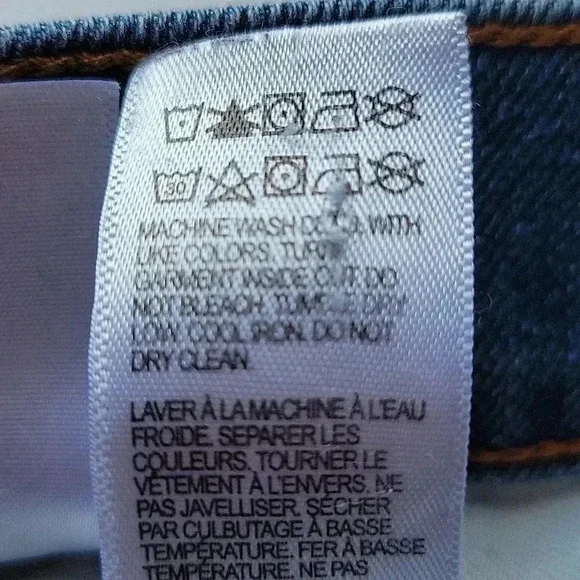 30
MACHINE WASH COLD WITH
LIKE COLORS. TURN
GARMENT INSIDE OUT. DO
NOT BLEACH. TUMBLE DRY
LOW. COOL IRON. DO NOT
DRY CLEAN.
LAVER À LA MACHINE À L'EAU
FROIDE. SEPARER LES
COULEURS. TOURNER LE
VÊTEMENT À L'ENVERS. NE
PAS JAVELLISER. SÉCHER
PAR CULBUTAGE À BASSE
TEMPÉRATURE. FER À BASSE
TEMPÉRATURE. NE PAS